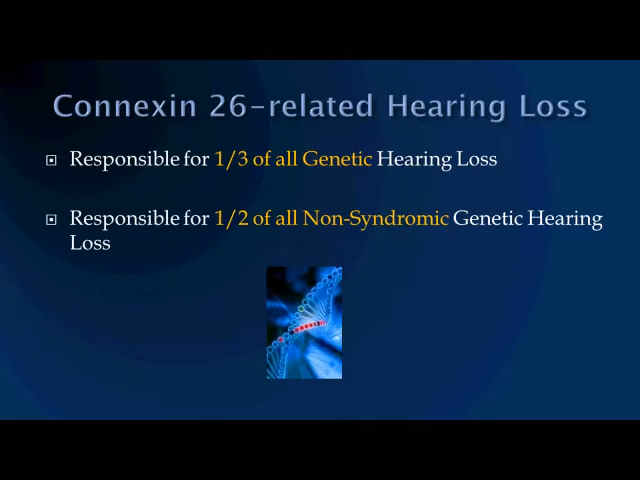 Connexin 26-related Hearing Loss
Responsible for 1/3 of all Genetic Hearing Loss
Responsible for 1/2 of all Non-Syndromic Genetic Hearing
Loss